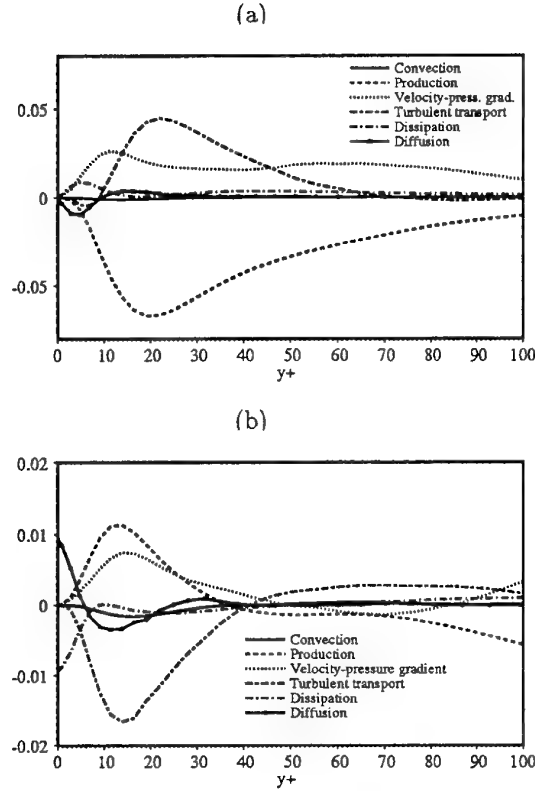 (a)
0.05
0
-0.05
Convection
Production
Velocity-press. grad.
Turbulent transport
Dissipation
Diffusion
0 10 20 30 40 50 60 70 80 90 100
y+
(b)
0.02
0.01
0
-0.01
-0.02
Convection
Production
Velocity-pressure gradient
Turbulent transport
Dissipation
Diffusion
0 10 20 30 40 50 60 70 80 90 100
y+